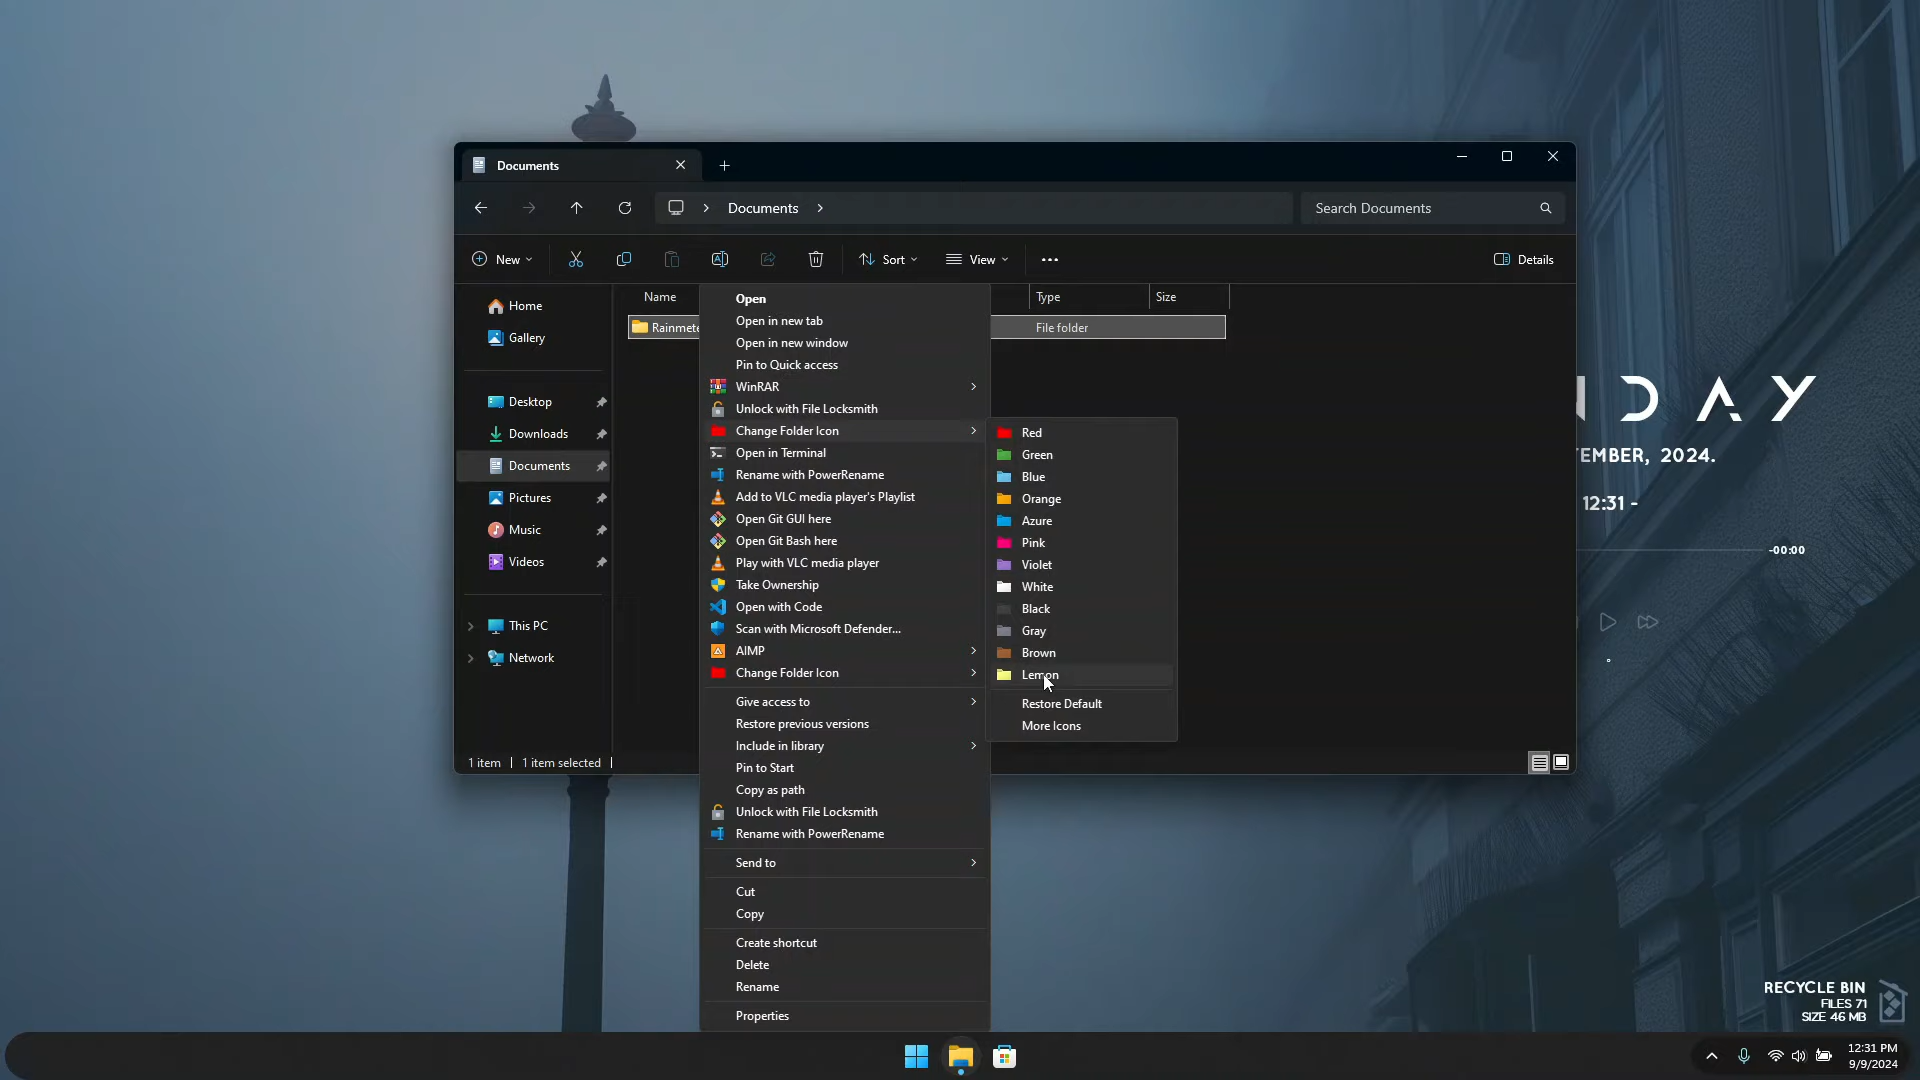 Documents
Documents
Search Documents
New
Sort
View
Details
Home
Gallery
Desktop
Downloads
Documents
Pictures
Music
Videos
This PC
Network
Name
Type
Size
Rainmete
File folder
Open
Open in new tab
Open in new window
Pin to Quick access
WinRAR
Unlock with File Locksmith
Change Folder Icon
Open in Terminal
Rename with PowerRename
Add to VLC media player's Playlist
Open Git GUI here
Open Git Bash here
Play with VLC media player
Take Ownership
Open with Code
Scan with Microsoft Defender...
AIMP
Change Folder Icon
Give access to
Restore previous versions
Include in library
Pin to Start
Copy as path
Unlock with File Locksmith
Rename with PowerRename
Send to
Cut
Copy
Create shortcut
Delete
Rename
Properties
Red
Green
Blue
Orange
Azure
Pink
Violet
White
Black
Gray
Brown
Lemon
Restore Default
More Icons
1 item
1 item selected
NDAY
TEMBER, 2024.
12:31 -
-00:00
RECYCLE BIN
FILES 71
SIZE 46 MB
12:31 PM
9/9/2024